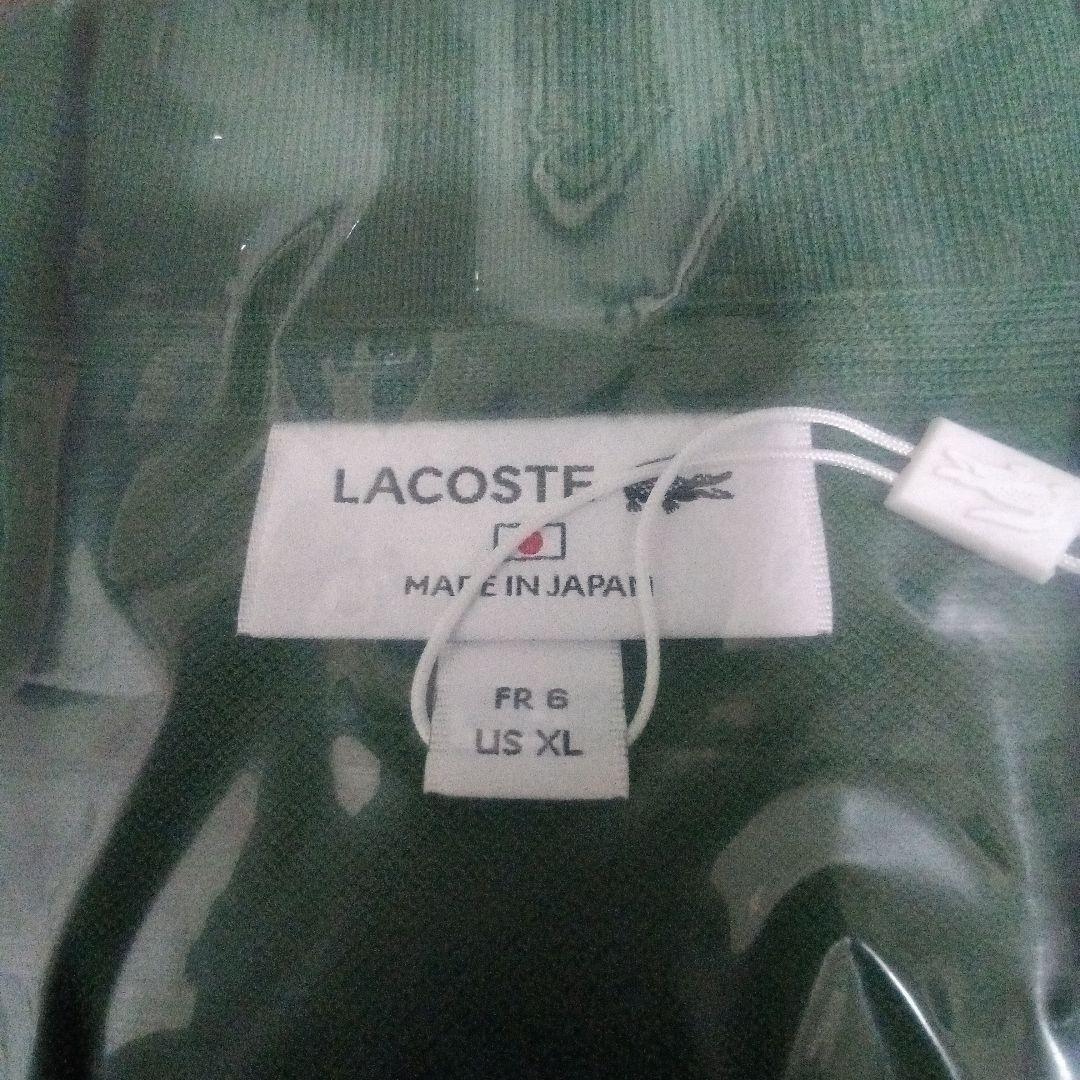 LACOSTE
MADE IN JAPAN
FR 6
US XL